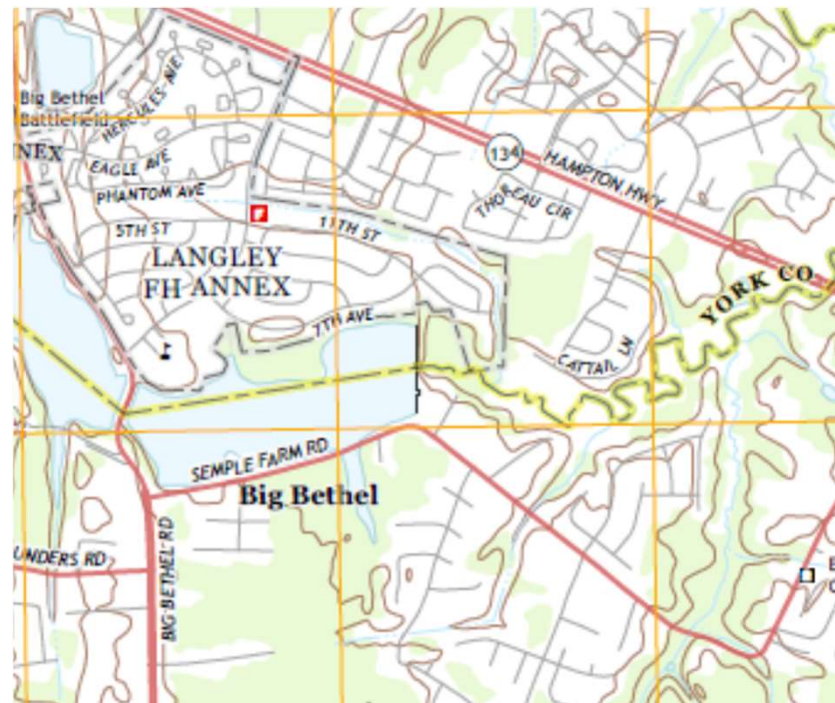 Big Bethel
Battlefield
NNEX
HERCULES AVE
EAGLE AVE
PHANTOM AVE
134
HAMPTON HWY
THOREAU CIR
5TH ST
11TH ST
LANGLEY
FH ANNEX
7TH AVE
YORK CO
CATTAIL LN
SEMPLE FARM RD
Big Bethel
UNDERS RD
BIG BETHEL RD